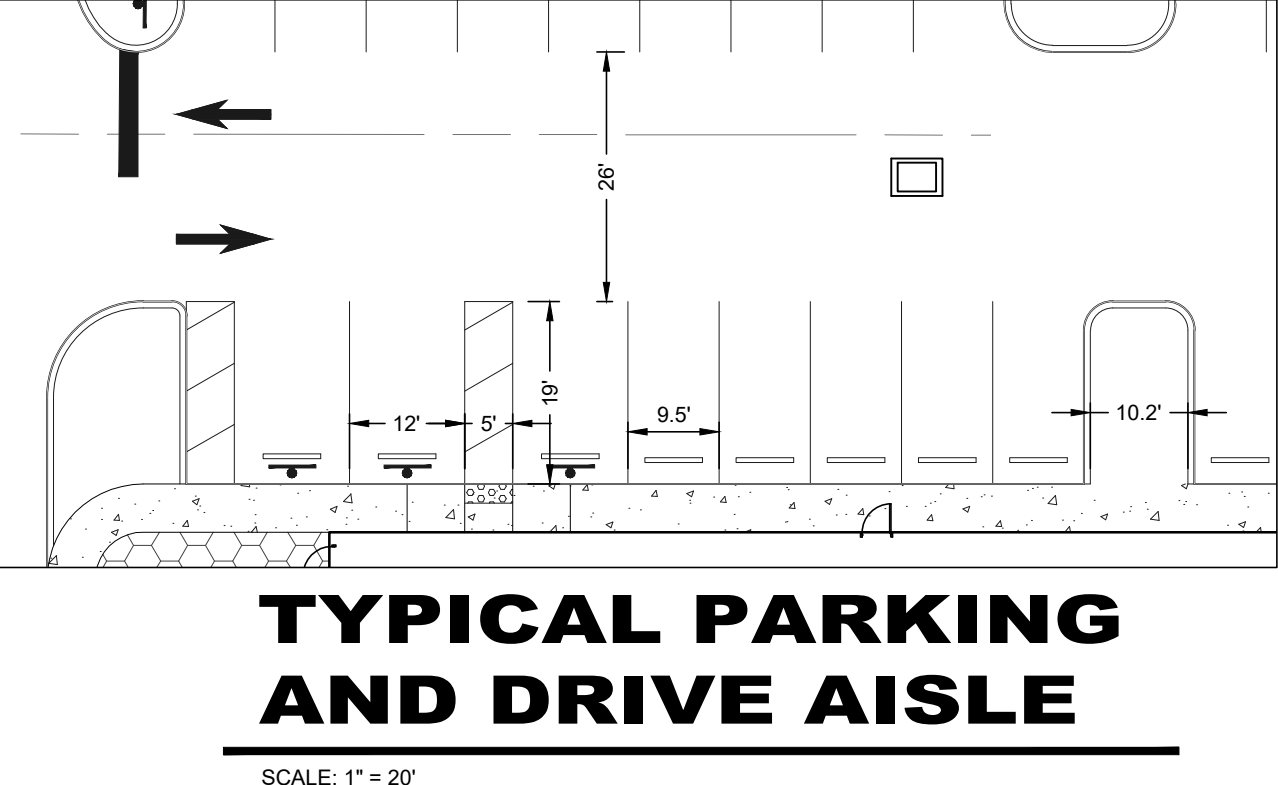 26'
19'
12'
5'
9.5'
10.2'
TYPICAL PARKING
AND DRIVE AISLE
SCALE: 1" = 20'